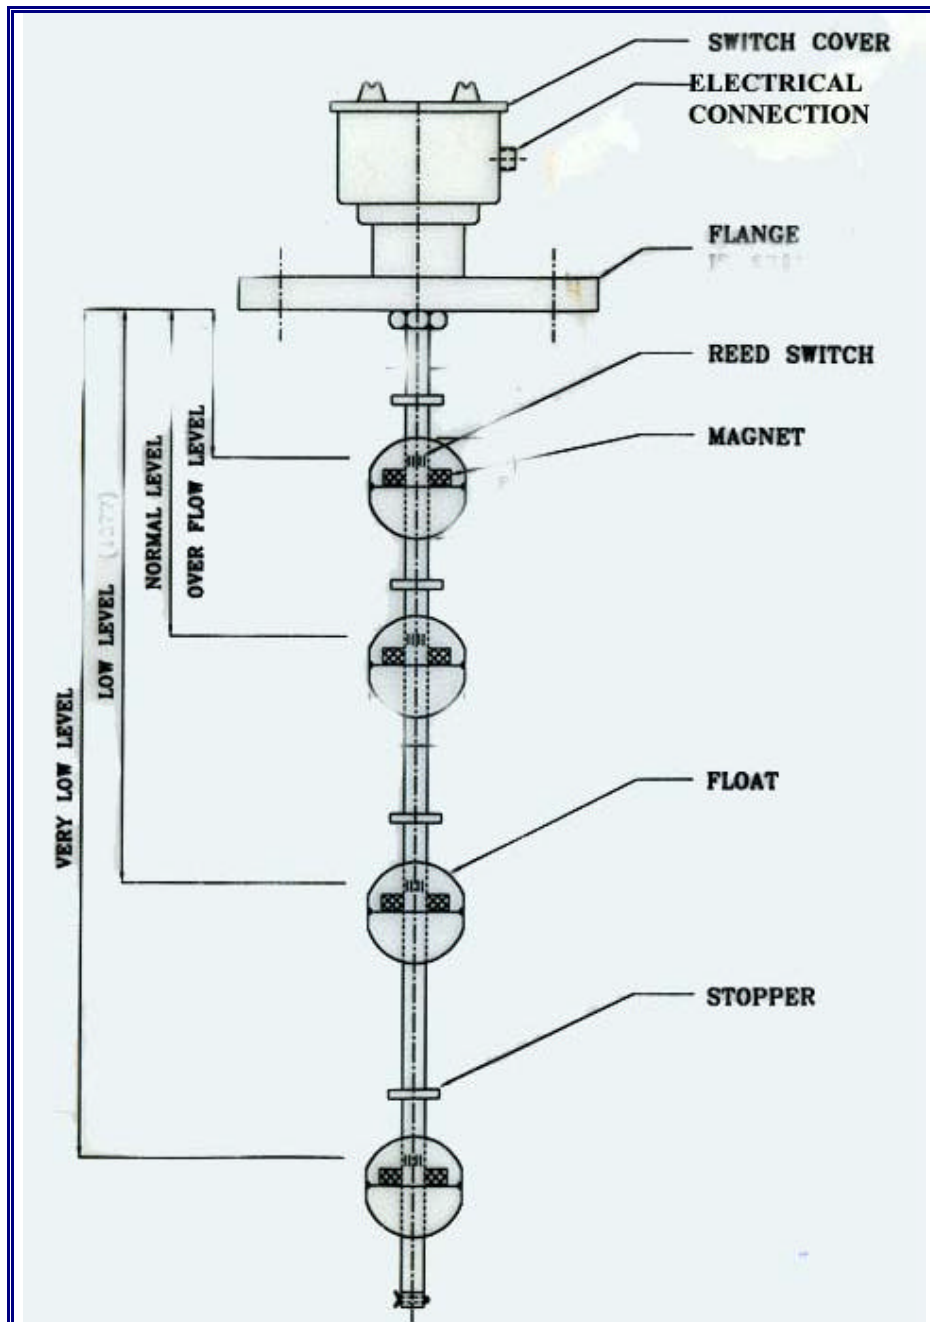 SWITCH COVER
ELECTRICAL
CONNECTION
FLANGE
REED SWITCH
MAGNET
OVER FLOW LEVEL
NORMAL LEVEL
LOW LEVEL
VERY LOW LEVEL
FLOAT
STOPPER